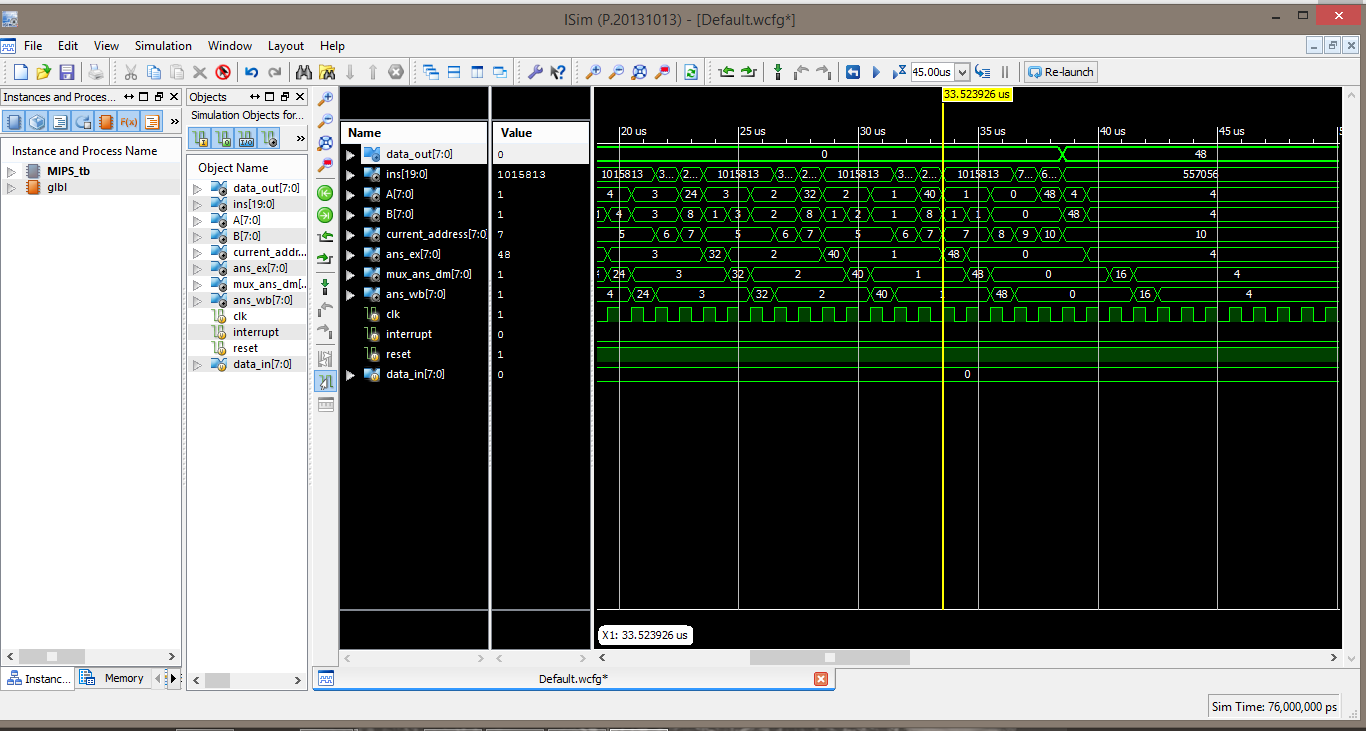 ISim (P.20131013) - [Default.wcfg*]
File Edit View Simulation Window Layout Help
45.00us Re-launch
Instances and Proces...
Instance and Process Name
MIPS_tb
glbl
Instanc... Memory
Objects
Simulation Objects for...
Object Name
data_out[7:0]
ins[19:0]
A[7:0]
B[7:0]
current_addr...
ans_ex[7:0]
mux_ans_dm[...
ans_wb[7:0]
clk
interrupt
reset
data_in[7:0]
33.523926 us
Name Value 20 us 25 us 30 us 35 us 40 us 45 us
data_out[7:0] 0 0 48
ins[19:0] 1015813 1015813 3... 2... 1015813 3... 2... 1015813 3... 2... 1015813 7... 6... 557056
A[7:0] 1 4 3 24 3 2 32 2 1 40 1 0 48 4 4
B[7:0] 1 4 3 8 1 3 2 8 1 2 1 8 1 1 0 48 4
current_address[7:0] 7 5 6 7 5 6 7 5 6 7 7 8 9 10 10
ans_ex[7:0] 48 3 32 2 40 1 48 0 4
mux_ans_dm[7:0] 1 24 3 32 2 40 1 48 0 16 4
ans_wb[7:0] 1 4 24 3 32 2 40 1 48 0 16 4
clk 1
interrupt 0
reset 1
data_in[7:0] 0 0
X1: 33.523926 us
Default.wcfg*
Sim Time: 76,000,000 ps